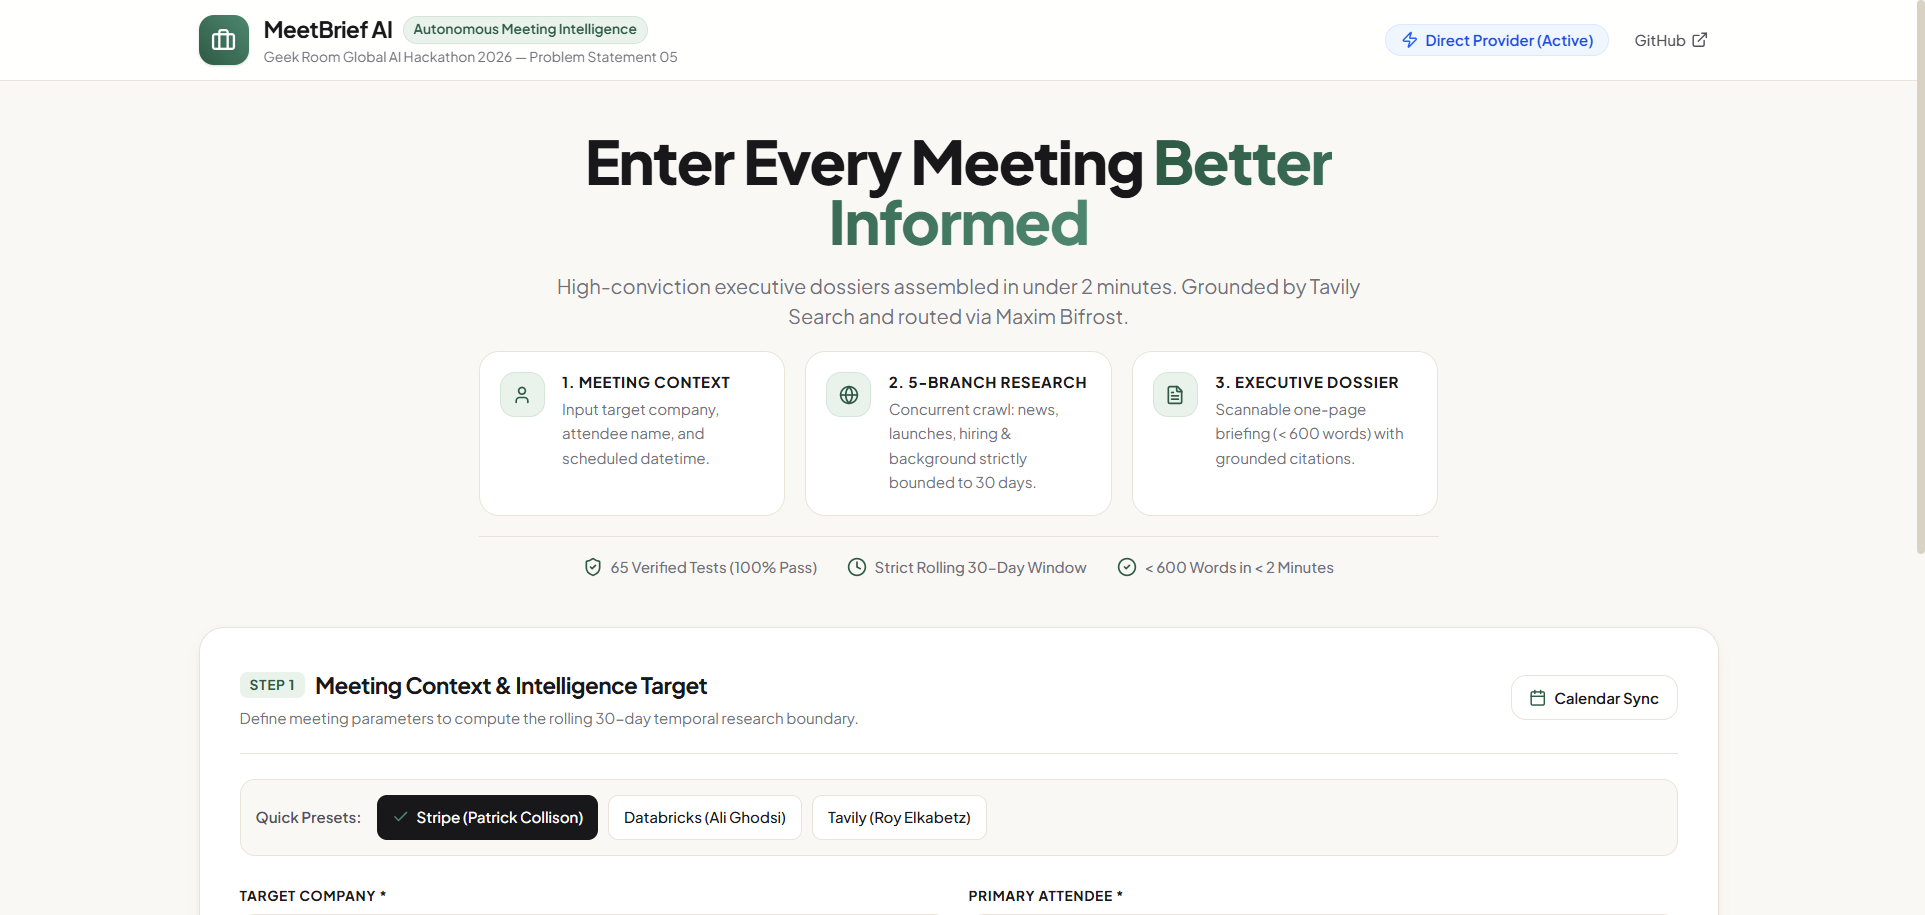 MeetBrief AI
Autonomous Meeting Intelligence
Geek Room Global AI Hackathon 2026 — Problem Statement 05
Direct Provider (Active)
GitHub
Enter Every Meeting Better
Informed
High-conviction executive dossiers assembled in under 2 minutes. Grounded by Tavily
Search and routed via Maxim Bifrost.
1. MEETING CONTEXT
Input target company,
attendee name, and
scheduled datetime.
2. 5-BRANCH RESEARCH
Concurrent crawl: news,
launches, hiring &
background strictly
bounded to 30 days.
3. EXECUTIVE DOSSIER
Scannable one-page
briefing (< 600 words) with
grounded citations.
65 Verified Tests (100% Pass)
Strict Rolling 30-Day Window
< 600 Words in < 2 Minutes
STEP 1
Meeting Context & Intelligence Target
Define meeting parameters to compute the rolling 30-day temporal research boundary.
Calendar Sync
Quick Presets:
Stripe (Patrick Collison)
Databricks (Ali Ghodsi)
Tavily (Roy Elkabetz)
TARGET COMPANY *
PRIMARY ATTENDEE *